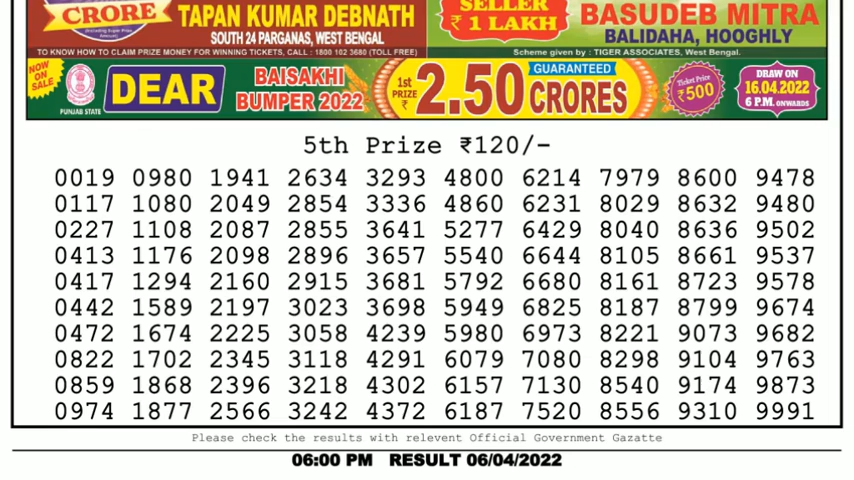 CRORE
TAPAN KUMAR DEBNATH
SOUTH 24 PARGANAS, WEST BENGAL
TO KNOW HOW TO CLAIM PRIZE MONEY FOR WINNING TICKETS, CALL : 1800 102 3680 (TOLL FREE)
SELLER
₹ 1 LAKH
BASUDEB MITRA
BALIDAHA, HOOGHLY
Scheme given by : TIGER ASSOCIATES, West Bengal.
NOW
ON
SALE
PUNJAB STATE
DEAR
BAISAKHI
BUMPER 2022
1st
PRIZE
₹
2.50
GUARANTEED
CRORES
Ticket Price
₹500
DRAW ON
16.04.2022
6 P.M. ONWARDS
5th Prize ₹120/-
0019 0980 1941 2634 3293 4800 6214 7979 8600 9478
0117 1080 2049 2854 3336 4860 6231 8029 8632 9480
0227 1108 2087 2855 3641 5277 6429 8040 8636 9502
0413 1176 2098 2896 3657 5540 6644 8105 8661 9537
0417 1294 2160 2915 3681 5792 6680 8161 8723 9578
0442 1589 2197 3023 3698 5949 6825 8187 8799 9674
0472 1674 2225 3058 4239 5980 6973 8221 9073 9682
0822 1702 2345 3118 4291 6079 7080 8298 9104 9763
0859 1868 2396 3218 4302 6157 7130 8540 9174 9873
0974 1877 2566 3242 4372 6187 7520 8556 9310 9991
Please check the results with relevent Official Government Gazatte
06:00 PM RESULT 06/04/2022